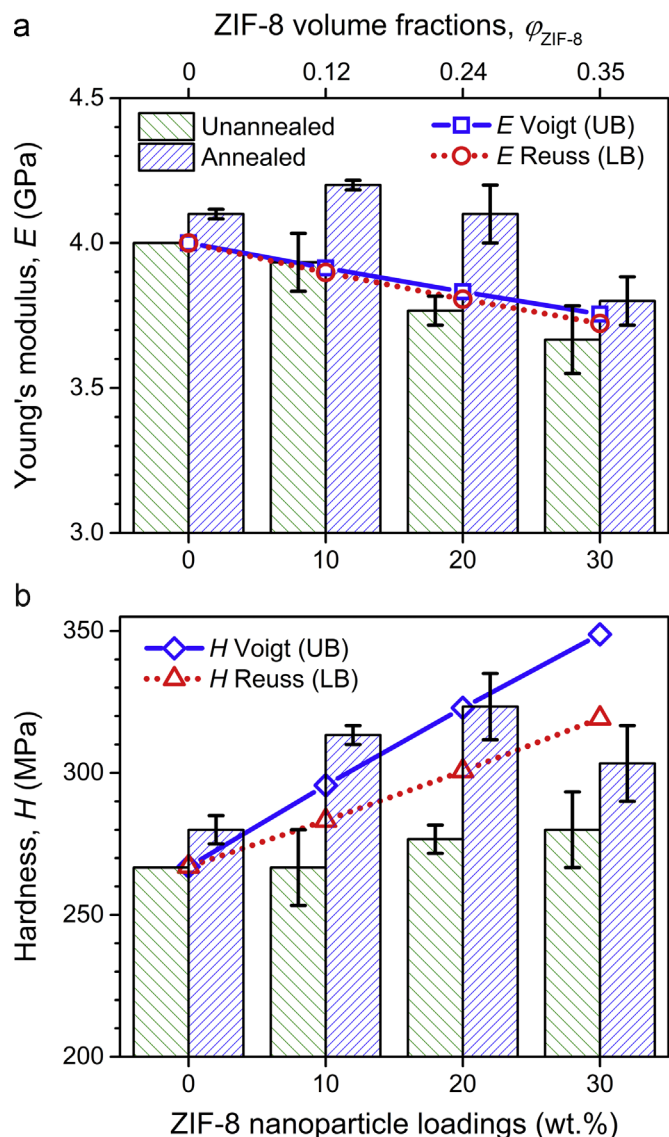 a
ZIF-8 volume fractions, φZIF-8
0 0.12 0.24 0.35
4.5
Unannealed
Annealed
E Voigt (UB)
E Reuss (LB)
4.0
3.5
3.0
Young's modulus, E (GPa)
0 10 20 30
b
350
H Voigt (UB)
H Reuss (LB)
300
250
200
Hardness, H (MPa)
0 10 20 30
ZIF-8 nanoparticle loadings (wt.%)